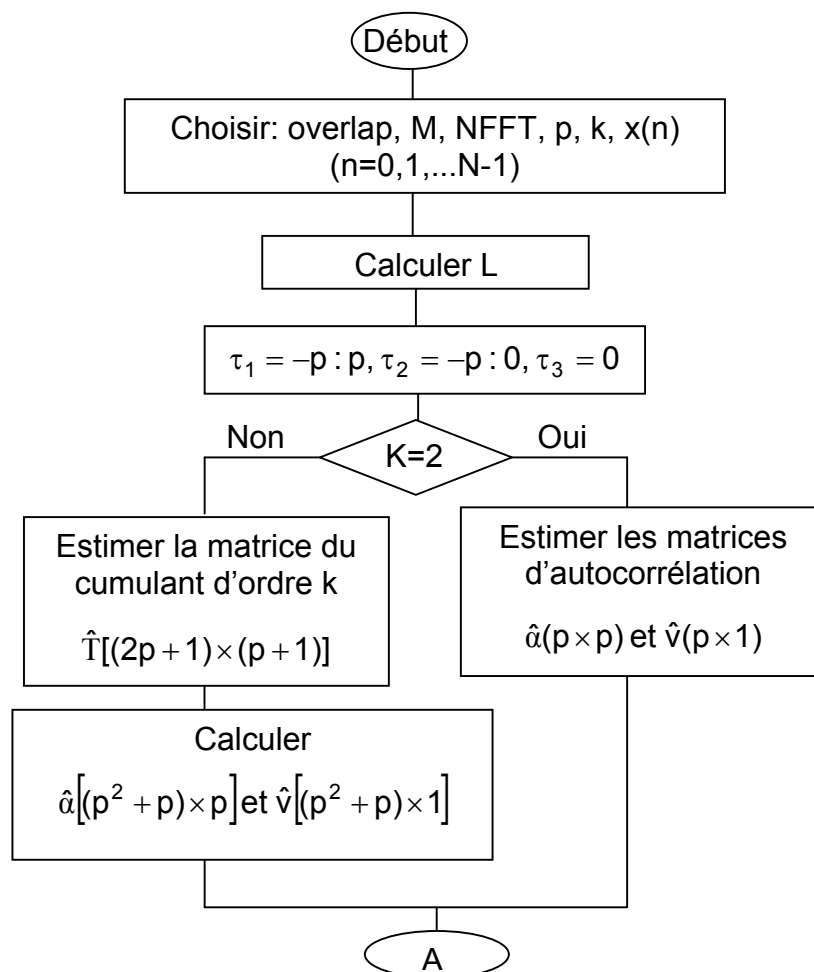 Début
Choisir: overlap, M, NFFT, p, k, x(n)
(n=0,1,...N-1)
Calculer L
τ₁ = −p : p, τ₂ = −p : 0, τ₃ = 0
Non
Oui
K=2
Estimer la matrice du
cumulant d'ordre k
T̂[(2p + 1) × (p + 1)]
Estimer les matrices
d'autocorrélation
α̂(p × p) et v̂(p × 1)
Calculer
α̂[(p² + p) × p] et v̂[(p² + p) × 1]
A